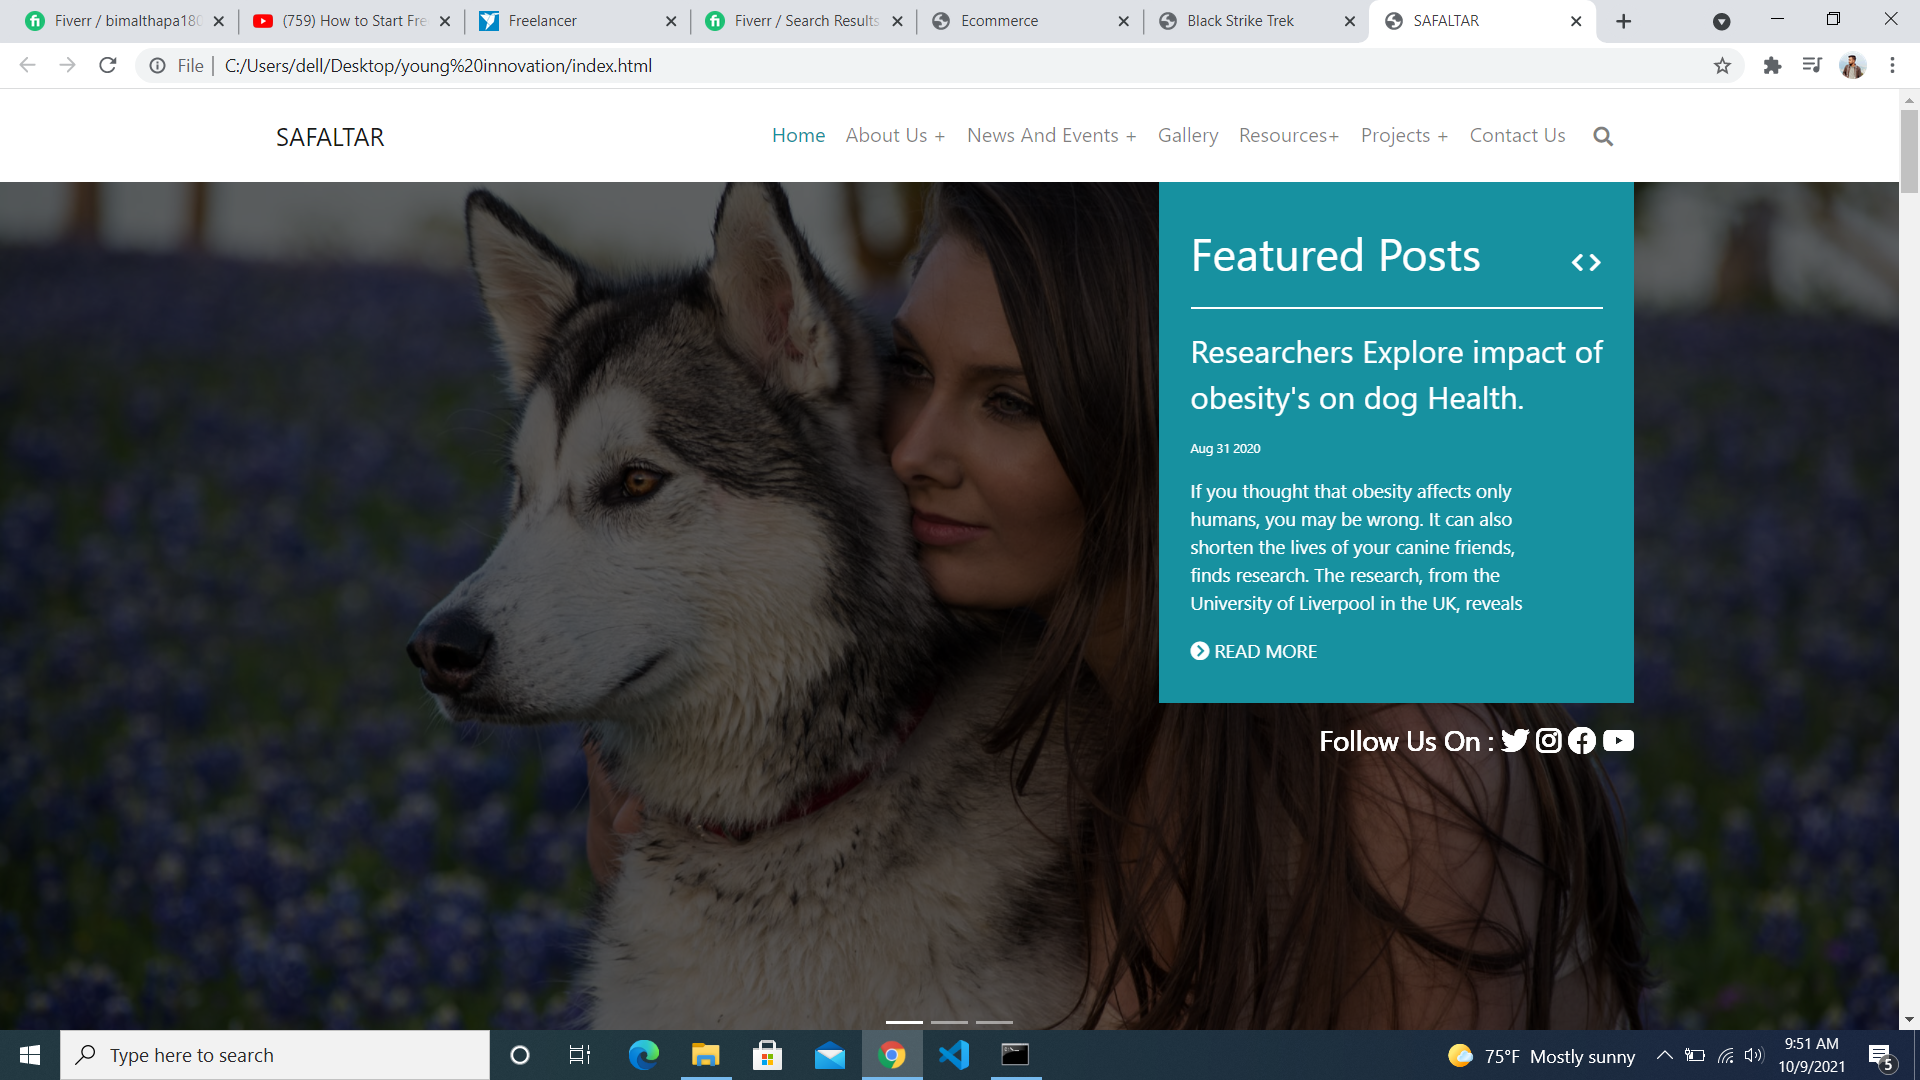 Fiverr / bimalthapa180
(759) How to Start Fre
Freelancer
Fiverr / Search Results
Ecommerce
Black Strike Trek
SAFALTAR
File | C:/Users/dell/Desktop/young%20innovation/index.html
SAFALTAR
Home About Us + News And Events + Gallery Resources+ Projects + Contact Us
Featured Posts
Researchers Explore impact of
obesity's on dog Health.
Aug 31 2020
If you thought that obesity affects only
humans, you may be wrong. It can also
shorten the lives of your canine friends,
finds research. The research, from the
University of Liverpool in the UK, reveals
READ MORE
Follow Us On :
Type here to search
75°F Mostly sunny
9:51 AM
10/9/2021
5